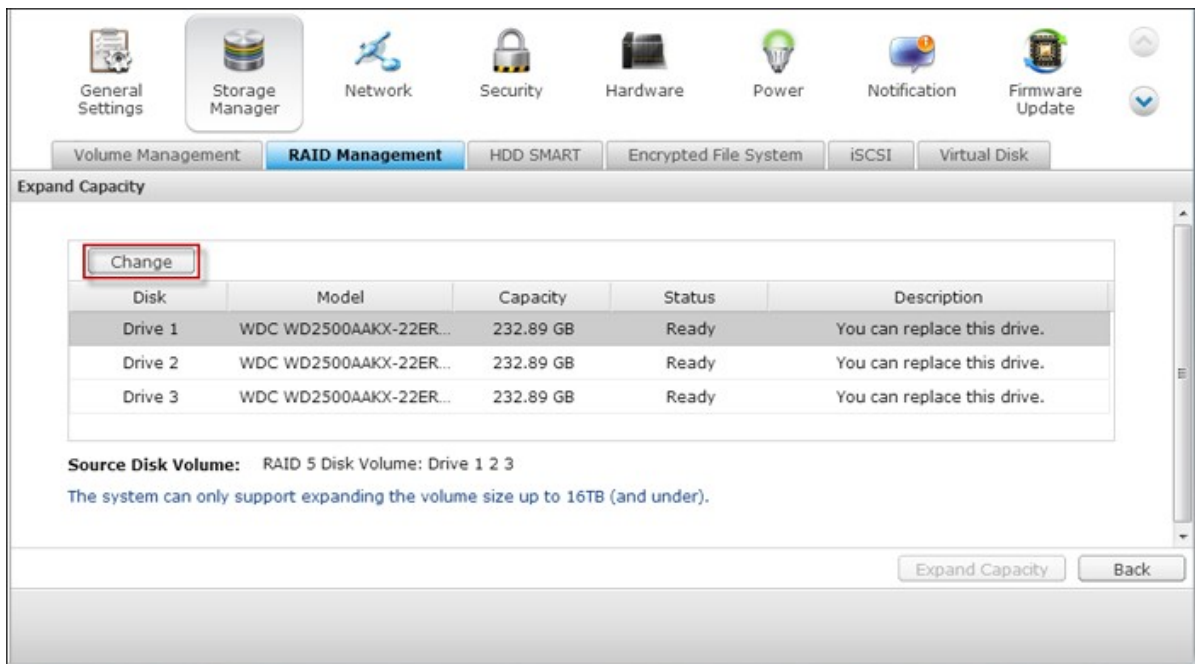 General Settings Storage Manager Network Security Hardware Power Notification Firmware Update
Volume Management RAID Management HDD SMART Encrypted File System iSCSI Virtual Disk
Expand Capacity
Change
Disk Model Capacity Status Description
Drive 1 WDC WD2500AAKX-22ER... 232.89 GB Ready You can replace this drive.
Drive 2 WDC WD2500AAKX-22ER... 232.89 GB Ready You can replace this drive.
Drive 3 WDC WD2500AAKX-22ER... 232.89 GB Ready You can replace this drive.
Source Disk Volume: RAID 5 Disk Volume: Drive 1 2 3
The system can only support expanding the volume size up to 16TB (and under).
Expand Capacity Back